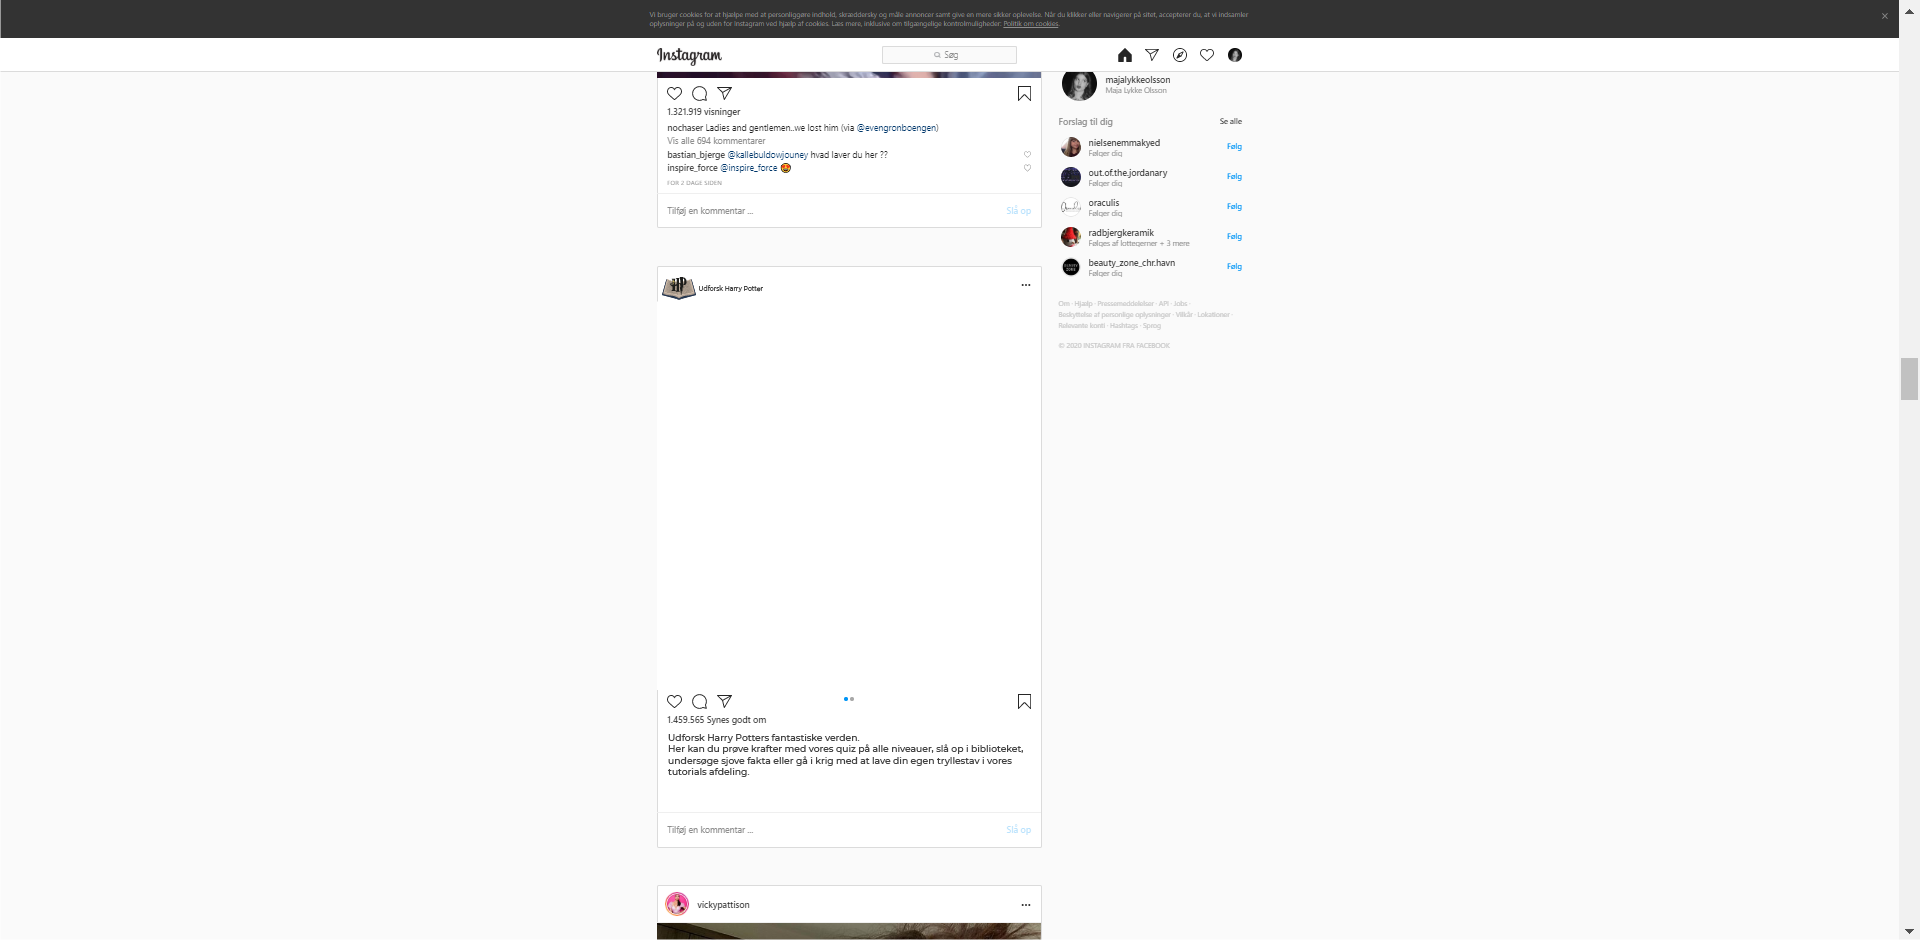 Vi bruger cookies for at hjælpe med at personliggøre indhold, skræddersy og måle annoncer samt give en mere sikker oplevelse. Når du klikker eller navigerer på sitet, accepterer du, at vi indsamler
oplysninger på og uden for Instagram ved hjælp af cookies. Læs mere, inklusive om tilgængelige kontrolmuligheder: Politik om cookies.
Instagram
Søg
majalykkeolsson
Maja Lykke Olsson
1.321.919 visninger
nochaser Ladies and gentlemen..we lost him (via @evengronboengen)
Vis alle 694 kommentarer
bastian_bjerge @kallebuldowjouney hvad laver du her ??
inspire_force @inspire_force
FOR 2 DAGE SIDEN
Tilføj en kommentar ...
Slå op
Forslag til dig
Se alle
nielsenemmakyed
Følger dig
Følg
out.of.the.jordanary
Følger dig
Følg
oraculis
Følger dig
Følg
radbjergkeramik
Følges af lottegerner + 3 mere
Følg
beauty_zone_chr.havn
Følger dig
Følg
Om · Hjælp · Pressemeddelelser · API · Jobs ·
Beskyttelse af personlige oplysninger · Vilkår · Lokationer ·
Relevante konti · Hashtags · Sprog
© 2020 INSTAGRAM FRA FACEBOOK
HP
Udforsk Harry Potter
1.459.565 Synes godt om
Udforsk Harry Potters fantastiske verden.
Her kan du prøve krafter med vores quiz på alle niveauer, slå op i biblioteket,
undersøge sjove fakta eller gå i krig med at lave din egen tryllestav i vores
tutorials afdeling.
Tilføj en kommentar ...
Slå op
vickypattison